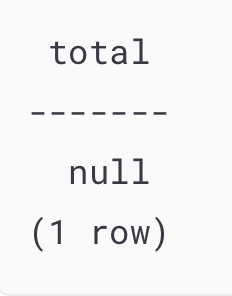 total
-------
null
(1 row)